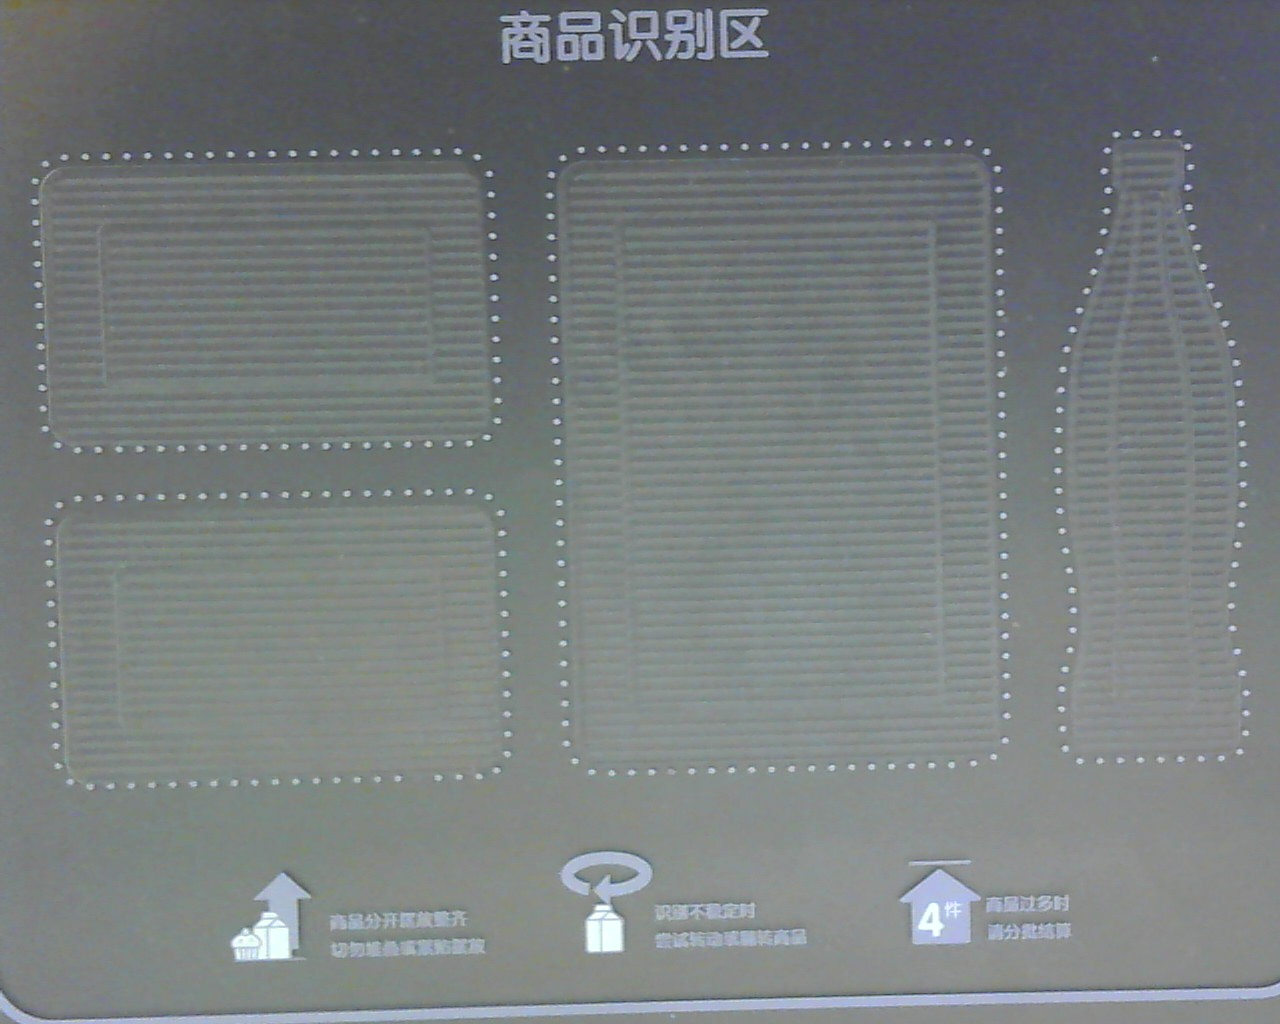 商品识别区
商品分开摆放整齐
切勿堆叠或紧贴摆放
识别不稳定时
尝试转动或翻转商品
4件
商品过多时
请分批结算